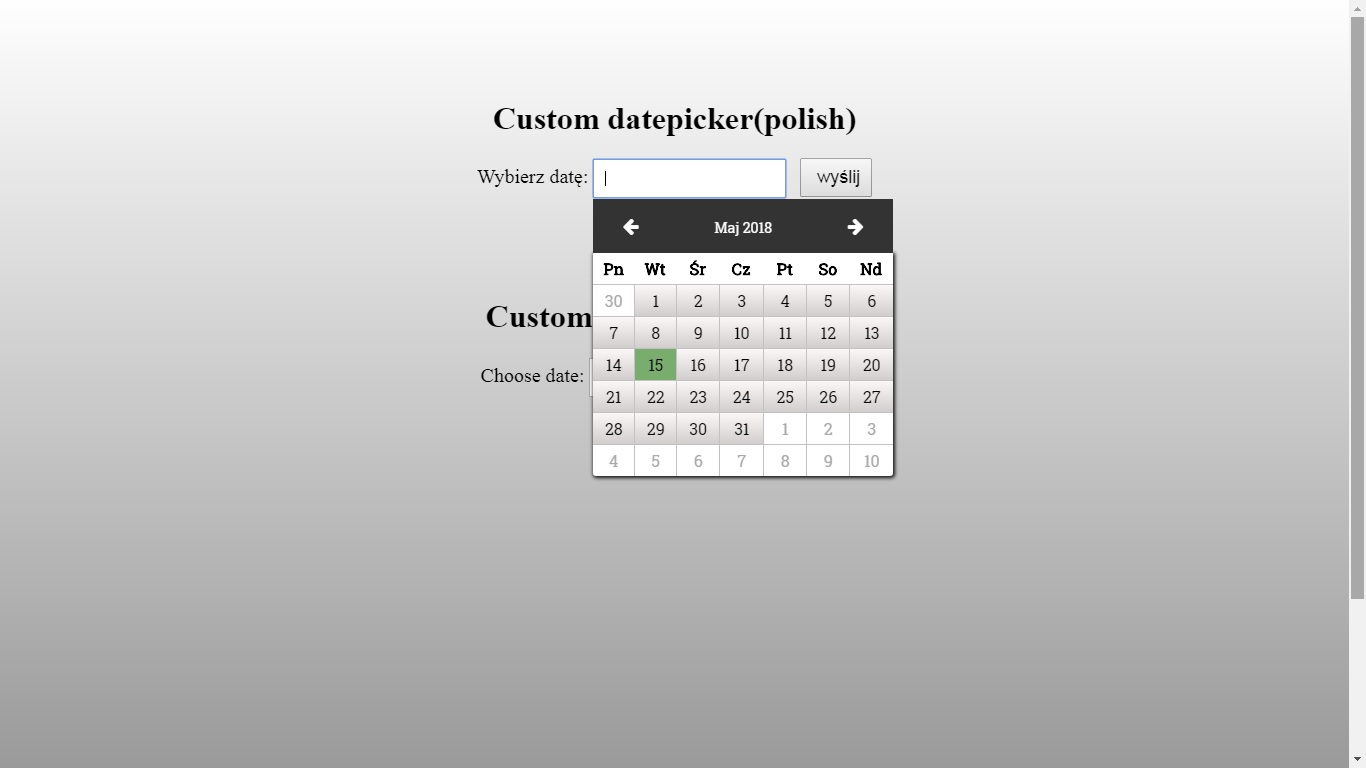 Custom datepicker(polish)
Wybierz datę: wyślij
Maj 2018
Pn Wt Śr Cz Pt So Nd
30 1 2 3 4 5 6
7 8 9 10 11 12 13
14 15 16 17 18 19 20
21 22 23 24 25 26 27
28 29 30 31 1 2 3
4 5 6 7 8 9 10
Custom
Choose date: